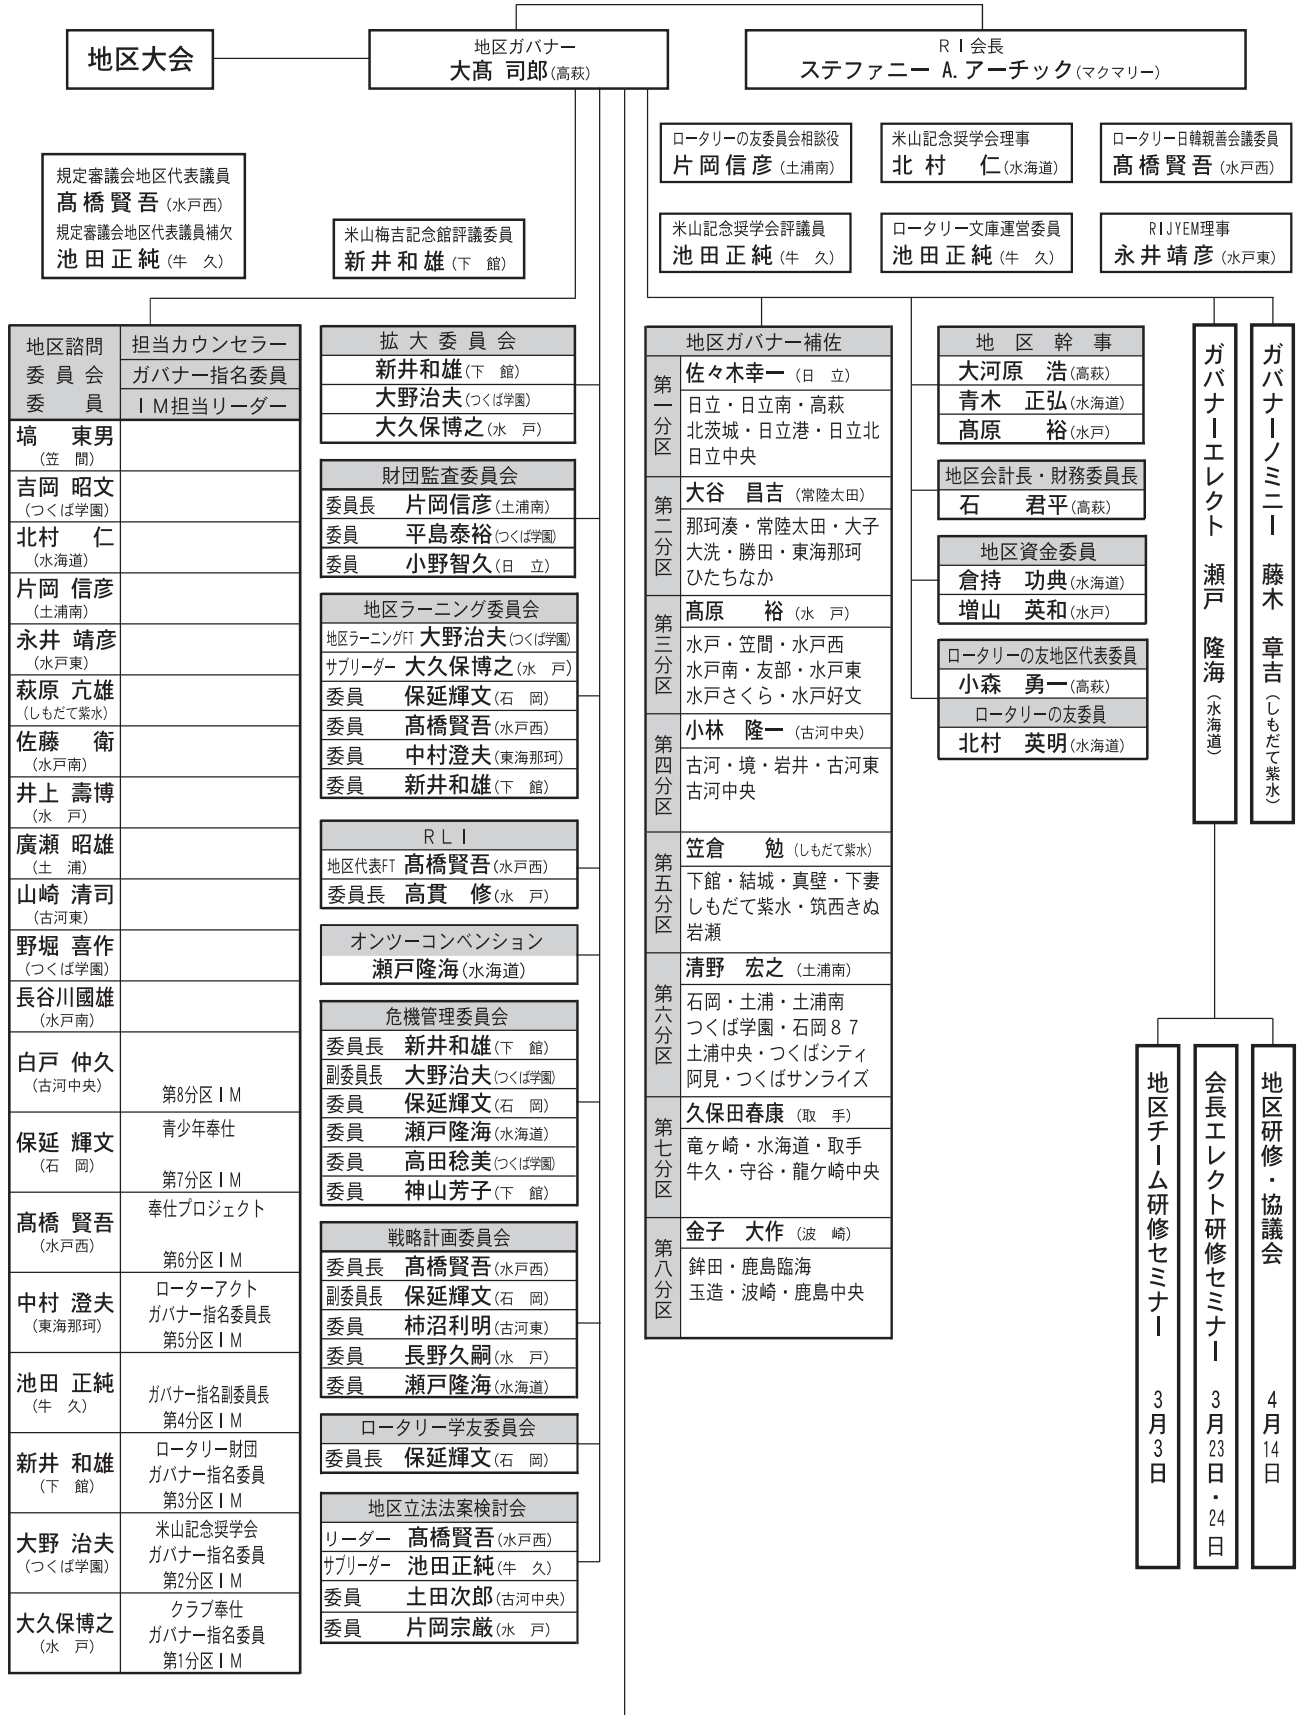 地区大会
地区ガバナー
大髙 司郎(高萩)
ＲＩ会長
ステファニー A. アーチック(マクマリー)
規定審議会地区代表議員
髙橋賢吾(水戸西)
規定審議会地区代表議員補欠
池田正純(牛　久)
米山梅吉記念館評議委員
新井和雄(下　館)
ロータリーの友委員会相談役
片岡信彦(土浦南)
米山記念奨学会理事
北村　仁(水海道)
ロータリー日韓親善会議委員
髙橋賢吾(水戸西)
米山記念奨学会評議員
池田正純(牛　久)
ロータリー文庫運営委員
池田正純(牛　久)
RIJYEM理事
永井靖彦(水戸東)
地区諮問
委員会
委　員
担当カウンセラー
ガバナー指名委員
ＩＭ担当リーダー
塙　東男
(笠　間)
吉岡 昭文
(つくば学園)
北村　仁
(水海道)
片岡 信彦
(土浦南)
永井 靖彦
(水戸東)
萩原 亢雄
(しもだて紫水)
佐藤　衛
(水戸南)
井上 壽博
(水　戸)
廣瀬 昭雄
(土　浦)
山崎 清司
(古河東)
野堀 喜作
(つくば学園)
長谷川國雄
(水戸南)
白戸 仲久
(古河中央)
第8分区ＩＭ
保延 輝文
(石　岡)
青少年奉仕
第7分区ＩＭ
髙橋 賢吾
(水戸西)
奉仕プロジェクト
第6分区ＩＭ
中村 澄夫
(東海那珂)
ローターアクト
ガバナー指名委員長
第5分区ＩＭ
池田 正純
(牛 久)
ガバナー指名副委員長
第4分区ＩＭ
新井 和雄
(下　館)
ロータリー財団
ガバナー指名委員
第3分区ＩＭ
大野 治夫
(つくば学園)
米山記念奨学会
ガバナー指名委員
第2分区ＩＭ
大久保博之
(水　戸)
クラブ奉仕
ガバナー指名委員
第1分区ＩＭ
拡大委員会
新井和雄(下　館)
大野治夫(つくば学園)
大久保博之(水　戸)
財団監査委員会
委員長　片岡信彦(土浦南)
委員　平島泰裕(つくば学園)
委員　小野智久(日　立)
地区ラーニング委員会
地区ラーニングFT 大野治夫(つくば学園)
サブリーダー 大久保博之(水　戸)
委員　保延輝文(石　岡)
委員　髙橋賢吾(水戸西)
委員　中村澄夫(東海那珂)
委員　新井和雄(下　館)
ＲＬＩ
地区代表FT 髙橋賢吾(水戸西)
委員長　高貫　修(水　戸)
オンツーコンベンション
瀬戸隆海(水海道)
危機管理委員会
委員長　新井和雄(下　館)
副委員長　大野治夫(つくば学園)
委員　保延輝文(石　岡)
委員　瀬戸隆海(水海道)
委員　高田稔美(つくば学園)
委員　神山芳子(下　館)
戦略計画委員会
委員長　髙橋賢吾(水戸西)
副委員長　保延輝文(石　岡)
委員　柿沼利明(古河東)
委員　長野久嗣(水　戸)
委員　瀬戸隆海(水海道)
ロータリー学友委員会
委員長　保延輝文(石　岡)
地区立法法案検討会
リーダー　髙橋賢吾(水戸西)
サブリーダー　池田正純(牛　久)
委員　土田次郎(古河中央)
委員　片岡宗厳(水　戸)
地区ガバナー補佐
第一分区
佐々木幸一 (日　立)
日立・日立南・高萩
北茨城・日立港・日立北
日立中央
第二分区
大谷　昌吉 (常陸太田)
那珂湊・常陸太田・大子
大洗・勝田・東海那珂
ひたちなか
第三分区
髙原　裕 (水　戸)
水戸・笠間・水戸西
水戸南・友部・水戸東
水戸さくら・水戸好文
第四分区
小林　隆一 (古河中央)
古河・境・岩井・古河東
古河中央
第五分区
笠倉　勉 (しもだて紫水)
下館・結城・真壁・下妻
しもだて紫水・筑西きぬ
岩瀬
第六分区
清野　宏之 (土浦南)
石岡・土浦・土浦南
つくば学園・石岡８７
土浦中央・つくばシティ
阿見・つくばサンライズ
第七分区
久保田春康 (取　手)
竜ヶ崎・水海道・取手
牛久・守谷・龍ケ崎中央
第八分区
金子　大作 (波　崎)
鉾田・鹿島臨海
玉造・波崎・鹿島中央
地区幹事
大河原　浩(高萩)
青木　正弘(水海道)
髙原　裕(水戸)
地区会計長・財務委員長
石　君平(高萩)
地区資金委員
倉持　功典(水海道)
増山　英和(水戸)
ロータリーの友地区代表委員
小森　勇一(高萩)
ロータリーの友委員
北村　英明(水海道)
ガバナーエレクト　瀬戸　隆海(水海道)
ガバナーノミニー　藤木　章吉(しもだて紫水)
地区チーム研修セミナー　3月3日
会長エレクト研修セミナー　3月23日・24日
地区研修・協議会　4月14日